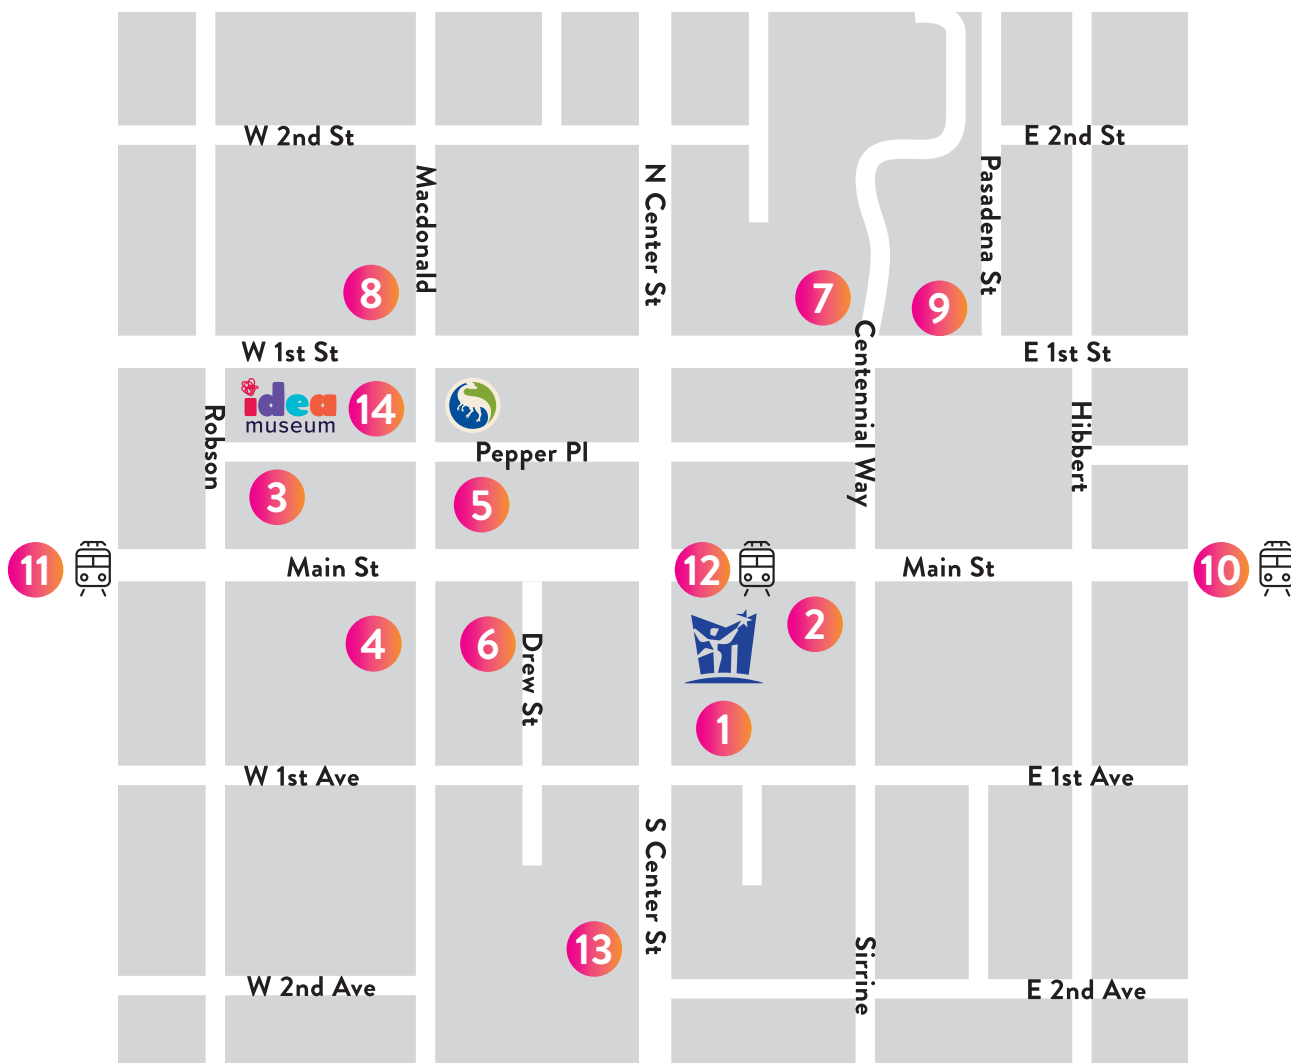 W 2nd St
E 2nd St
Macdonald
N Center St
Pasadena St
8
7
9
W 1st St
E 1st St
Centennial Way
idea
museum
14
Robson
Hibbert
Pepper Pl
3
5
11
Main St
12
Main St
10
4
6
Drew St
2
1
W 1st Ave
E 1st Ave
S Center St
13
Sirrine
W 2nd Ave
E 2nd Ave